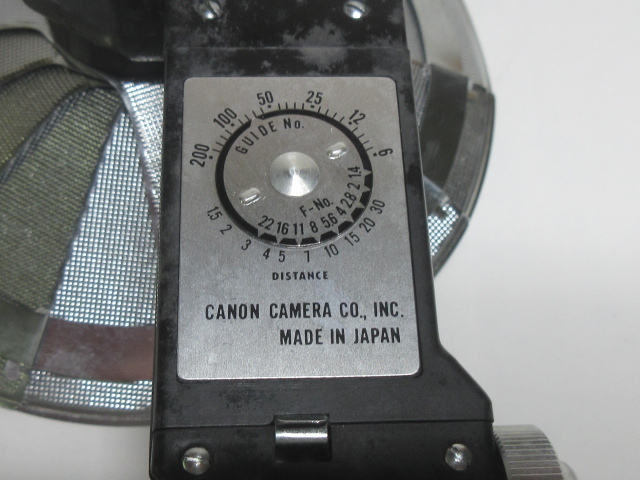 200 100 50 25 12 6
GUIDE No.
F-No.
22 16 11 8 5.6 4 2.8 2 1.4
1.5 2 3 4 5 7 10 15 20 30
DISTANCE
CANON CAMERA CO., INC.
MADE IN JAPAN